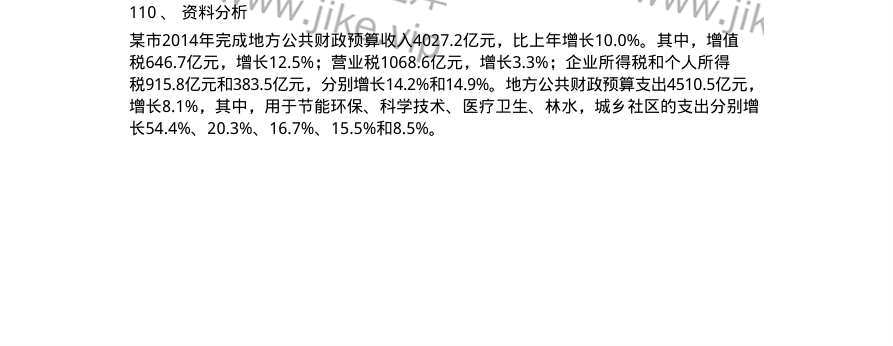 110 、 资料分析
www.jike.vip
库
www.jik
某市2014年完成地方公共财政预算收入4027.2亿元，比上年增长10.0%。其中，增值
税646.7亿元，增长12.5%；营业税1068.6亿元，增长3.3%；企业所得税和个人所得
税915.8亿元和383.5亿元，分别增长14.2%和14.9%。地方公共财政预算支出4510.5亿元，
增长8.1%，其中，用于节能环保、科学技术、医疗卫生、林水，城乡社区的支出分别增
长54.4%、20.3%、16.7%、15.5%和8.5%。